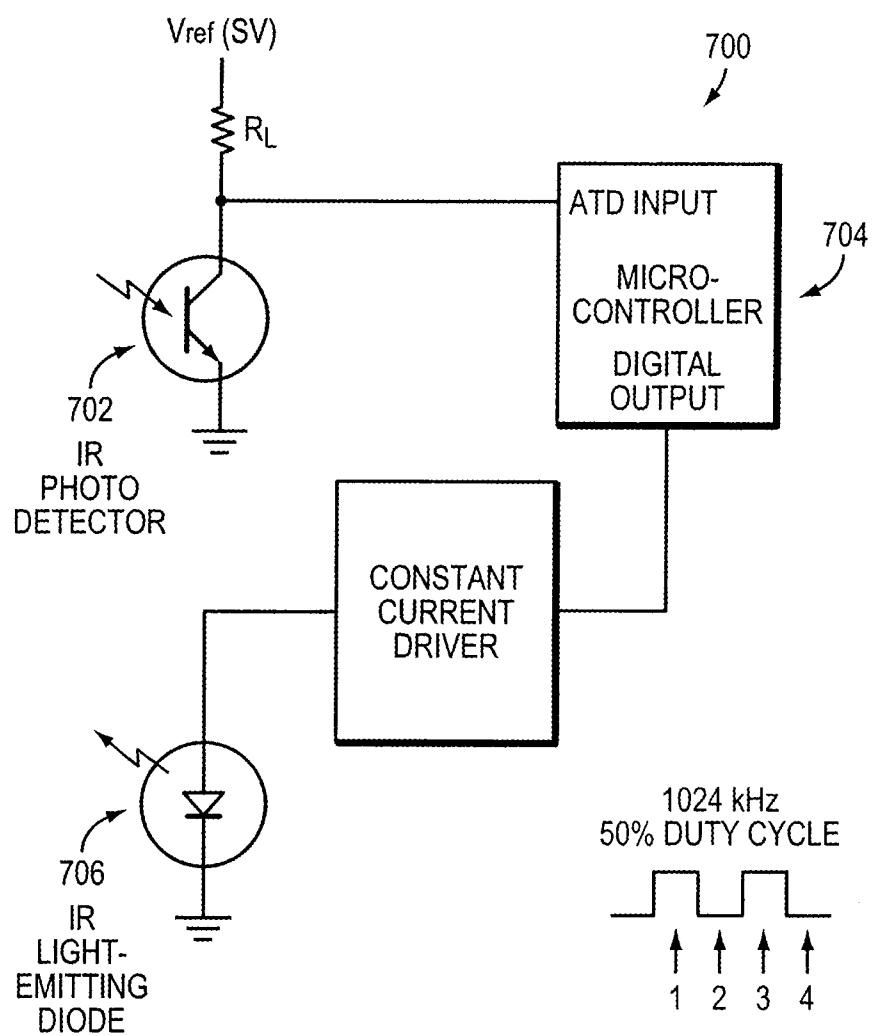 Vref (SV)
700
RL
ATD INPUT
704
MICRO-
CONTROLLER
DIGITAL
OUTPUT
702
IR
PHOTO
DETECTOR
CONSTANT
CURRENT
DRIVER
706
IR
LIGHT-
EMITTING
DIODE
1024 kHz
50% DUTY CYCLE
1 2 3 4